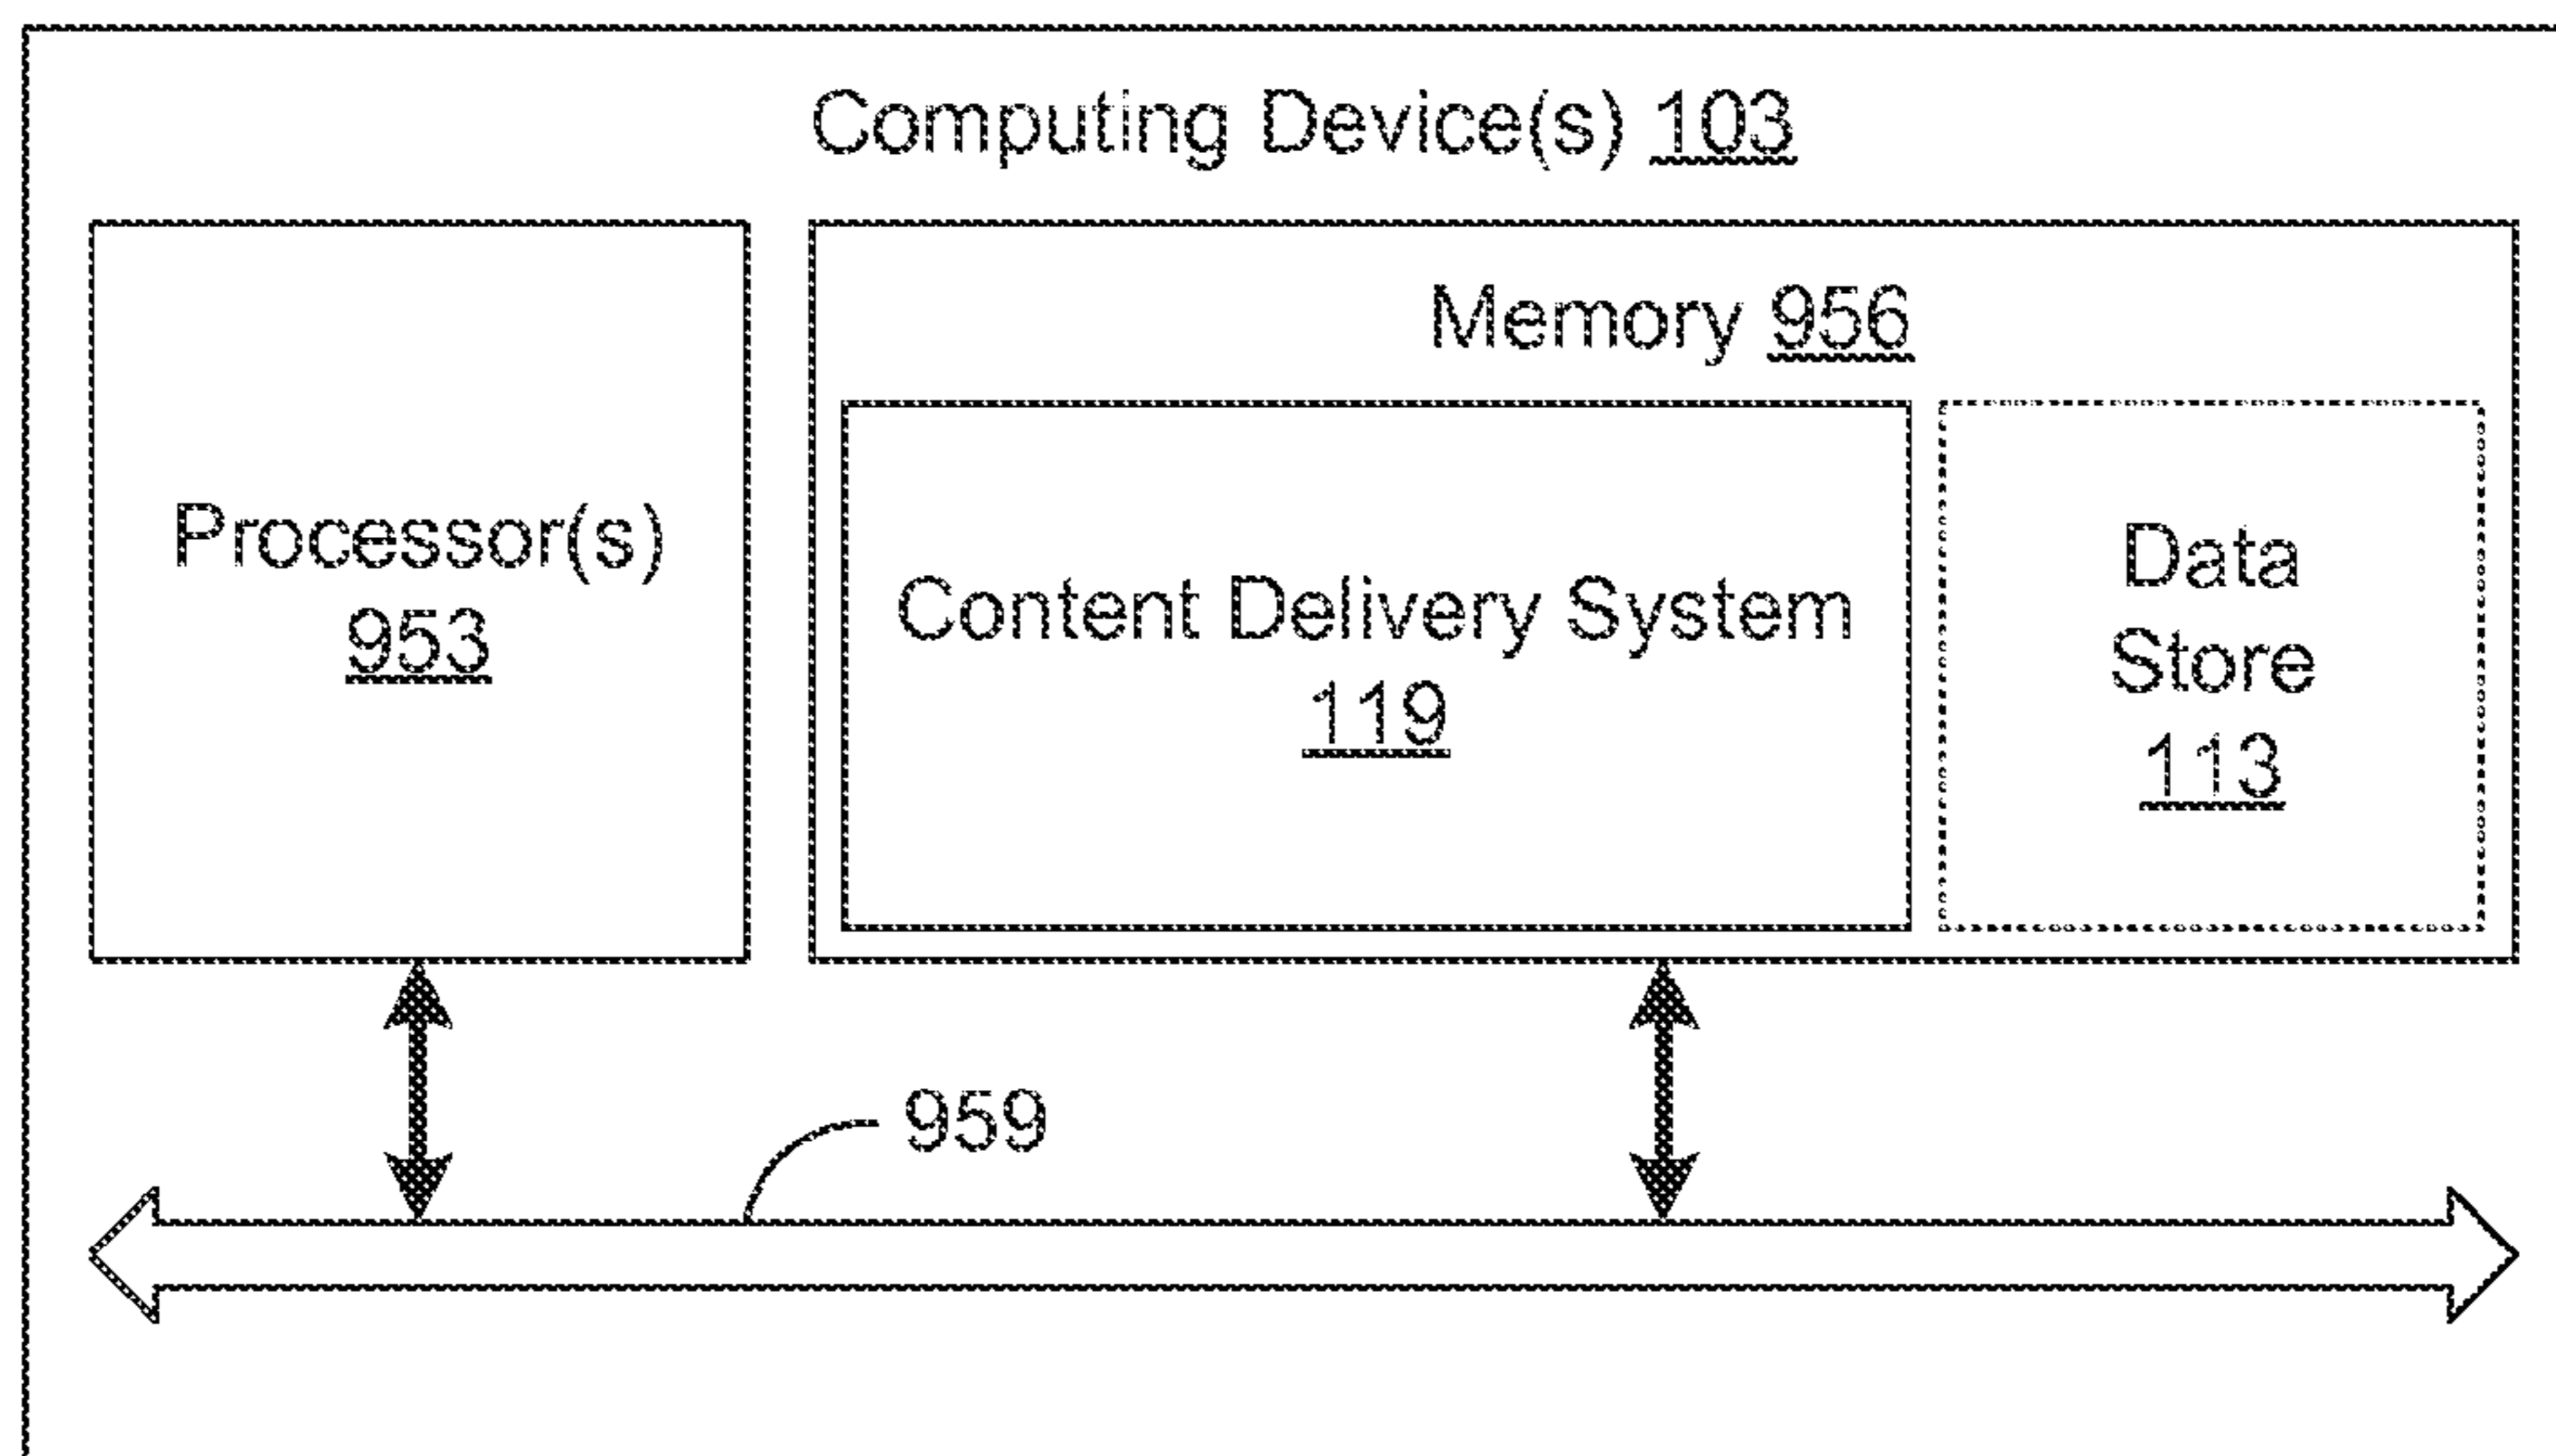 Computing Device(s) 103
Memory 956
Processor(s)
953
Content Delivery System
119
Data
Store
113
959